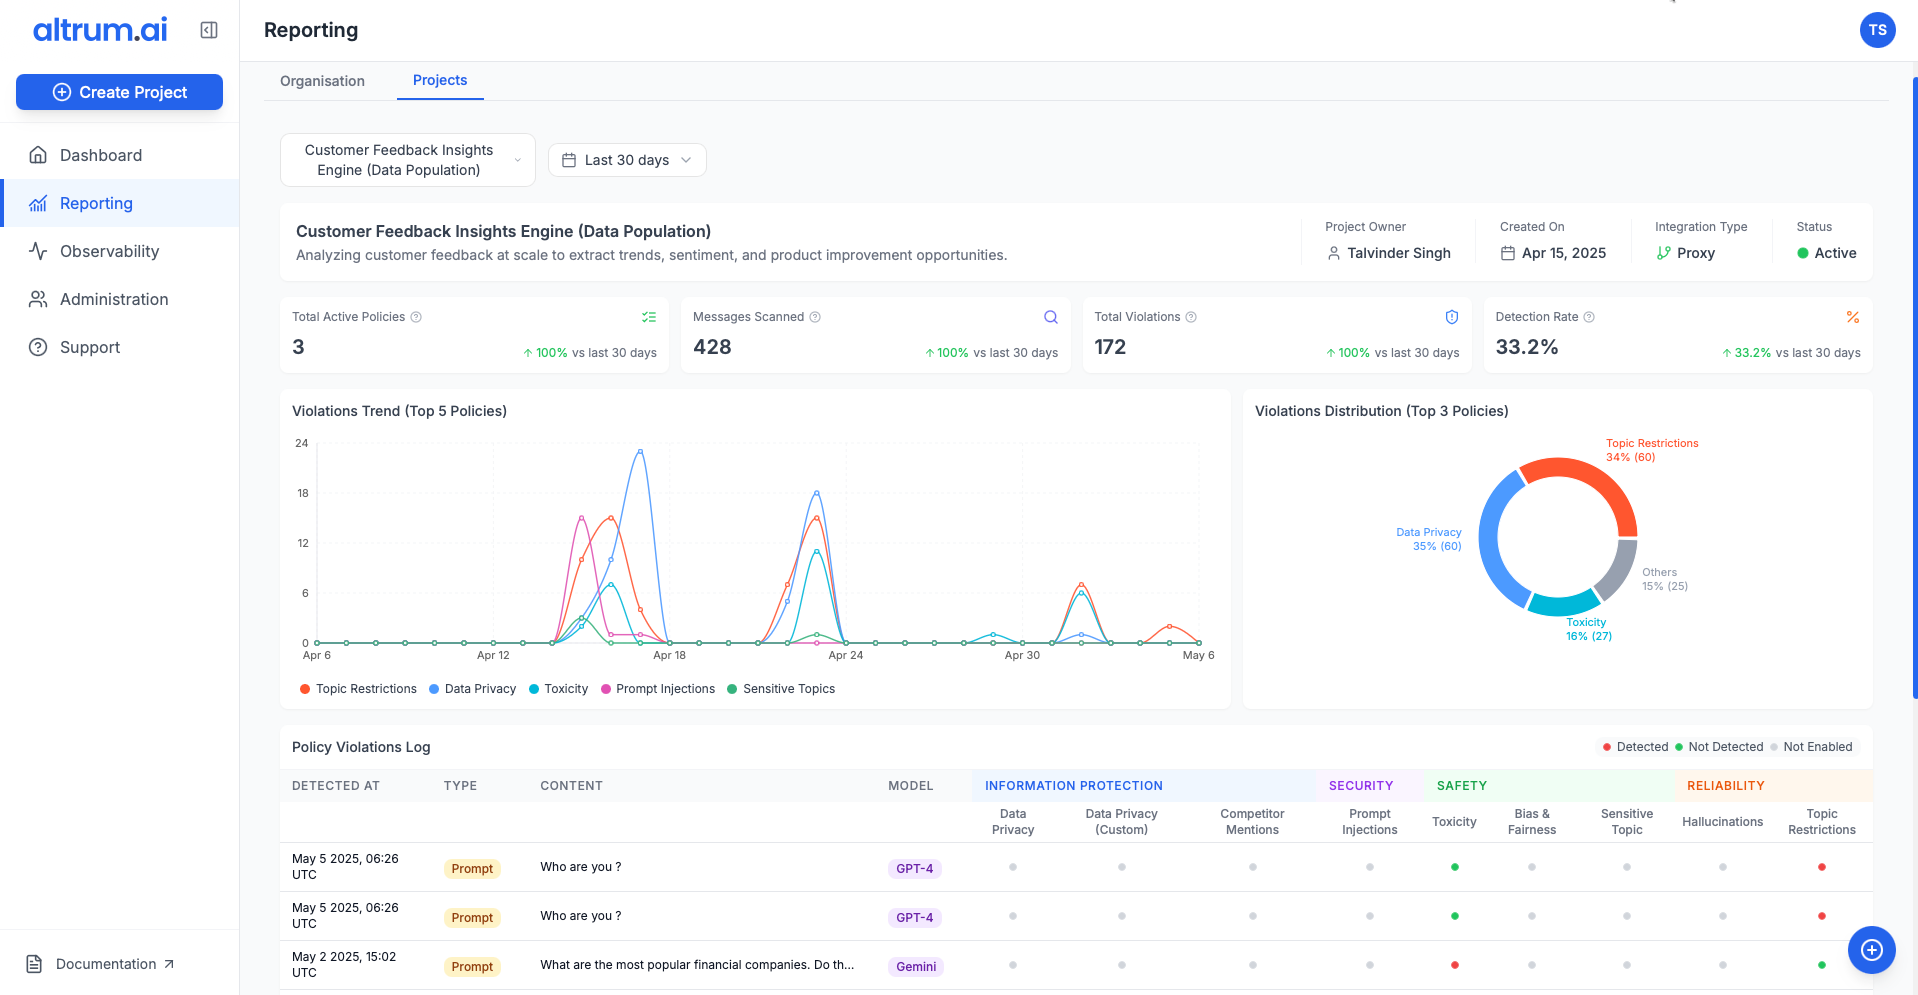 altrum.ai
Create Project
Dashboard
Reporting
Observability
Administration
Support
Documentation
Reporting
TS
Organisation
Projects
Customer Feedback Insights
Engine (Data Population)
Last 30 days
Customer Feedback Insights Engine (Data Population)
Analyzing customer feedback at scale to extract trends, sentiment, and product improvement opportunities.
Project Owner
Talvinder Singh
Created On
Apr 15, 2025
Integration Type
Proxy
Status
Active
Total Active Policies
3
100% vs last 30 days
Messages Scanned
428
100% vs last 30 days
Total Violations
172
100% vs last 30 days
Detection Rate
33.2%
33.2% vs last 30 days
Violations Trend (Top 5 Policies)
24
18
12
6
0
Apr 6 Apr 12 Apr 18 Apr 24 Apr 30 May 6
Topic Restrictions Data Privacy Toxicity Prompt Injections Sensitive Topics
Violations Distribution (Top 3 Policies)
Topic Restrictions
34% (60)
Data Privacy
35% (60)
Others
15% (25)
Toxicity
16% (27)
Policy Violations Log
Detected Not Detected Not Enabled
DETECTED AT TYPE CONTENT MODEL INFORMATION PROTECTION SECURITY SAFETY RELIABILITY
Data
Privacy
Data Privacy
(Custom)
Competitor
Mentions
Prompt
Injections
Toxicity
Bias &
Fairness
Sensitive
Topic
Hallucinations
Topic
Restrictions
May 5 2025, 06:26
UTC
Prompt
Who are you ?
GPT-4
May 5 2025, 06:26
UTC
Prompt
Who are you ?
GPT-4
May 2 2025, 15:02
UTC
Prompt
What are the most popular financial companies. Do th...
Gemini